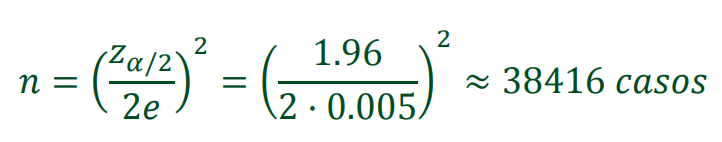 n = (z_{α/2} / 2e)^2 = (1.96 / 2 · 0.005)^2 ≈ 38416 casos